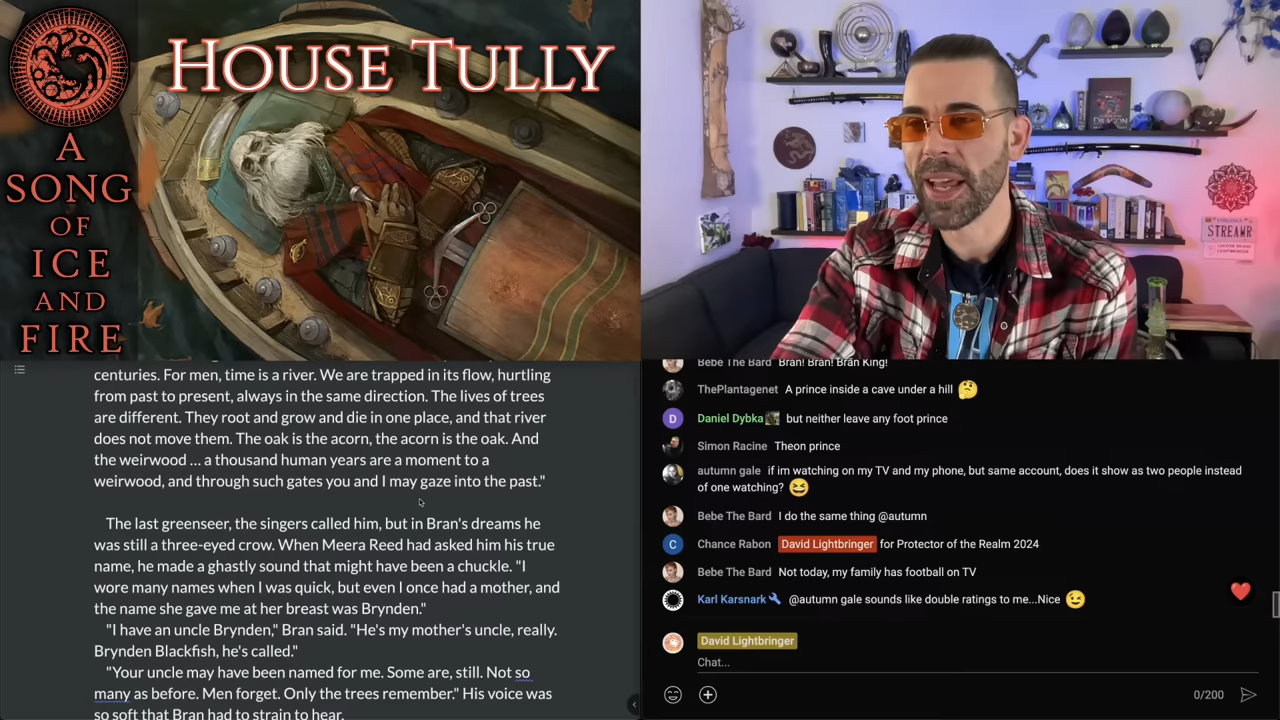 HOUSE TULLY
A
SONG
OF
ICE
AND
FIRE
STREAMR
centuries. For men, time is a river. We are trapped in its flow, hurtling
from past to present, always in the same direction. The lives of trees
are different. They root and grow and die in one place, and that river
does not move them. The oak is the acorn, the acorn is the oak. And
the weirwood ... a thousand human years are a moment to a
weirwood, and through such gates you and I may gaze into the past."
The last greenseer, the singers called him, but in Bran's dreams he
was still a three-eyed crow. When Meera Reed had asked him his true
name, he made a ghastly sound that might have been a chuckle. "I
wore many names when I was quick, but even I once had a mother, and
the name she gave me at her breast was Brynden."
"I have an uncle Brynden," Bran said. "He's my mother's uncle, really.
Brynden Blackfish, he's called."
"Your uncle may have been named for me. Some are, still. Not so
many as before. Men forget. Only the trees remember." His voice was
so soft that Bran had to strain to hear.
Bebe The Bard Bran! Bran! Bran King!
ThePlantagenet A prince inside a cave under a hill 🤔
D Daniel Dybka but neither leave any foot prince
Simon Racine Theon prince
autumn gale if im watching on my TV and my phone, but same account, does it show as two people instead
of one watching? 😆
Bebe The Bard I do the same thing @autumn
C Chance Rabon David Lightbringer for Protector of the Realm 2024
Bebe The Bard Not today, my family has football on TV
Karl Karsnark @autumn gale sounds like double ratings to me...Nice 😉
David Lightbringer
Chat...
0/200